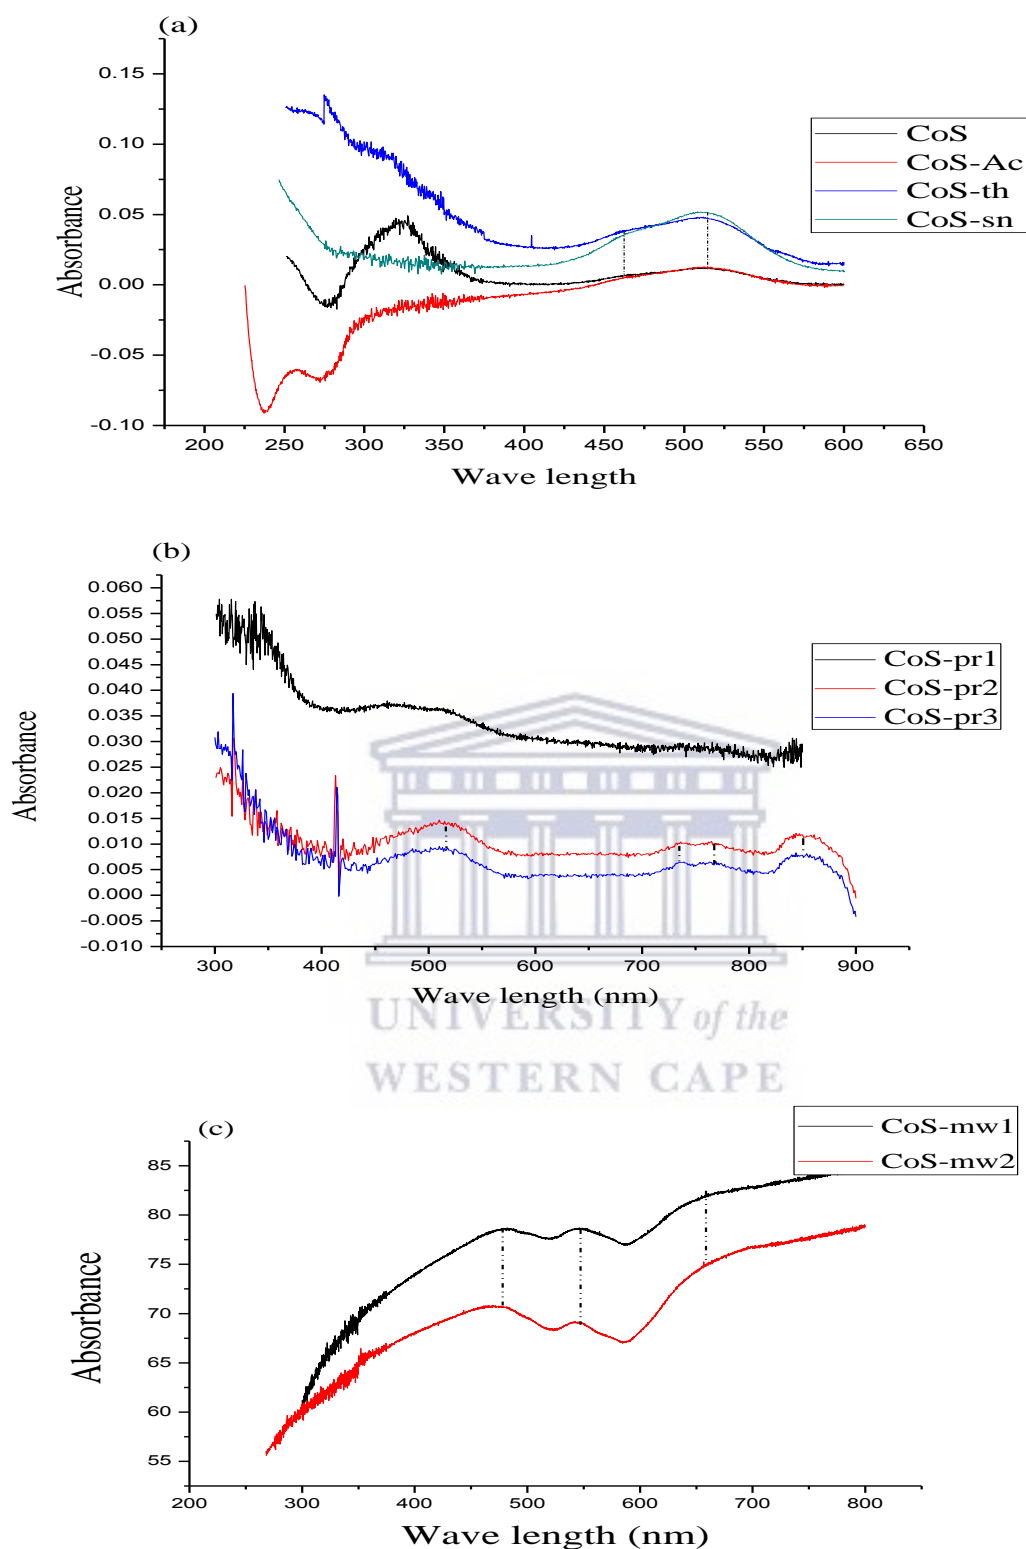 (a)
0.15
0.10
0.05
0.00
-0.05
-0.10
Absorbance
200 250 300 350 400 450 500 550 600 650
Wave length
CoS
CoS-Ac
CoS-th
CoS-sn
(b)
0.060
0.055
0.050
0.045
0.040
0.035
0.030
0.025
0.020
0.015
0.010
0.005
0.000
-0.005
-0.010
Absorbance
300 400 500 600 700 800 900
Wave length (nm)
CoS-pr1
CoS-pr2
CoS-pr3
UNIVERSITY of the
WESTERN CAPE
(c)
85
80
75
70
65
60
55
Absorbance
200 300 400 500 600 700 800
Wave length (nm)
CoS-mw1
CoS-mw2